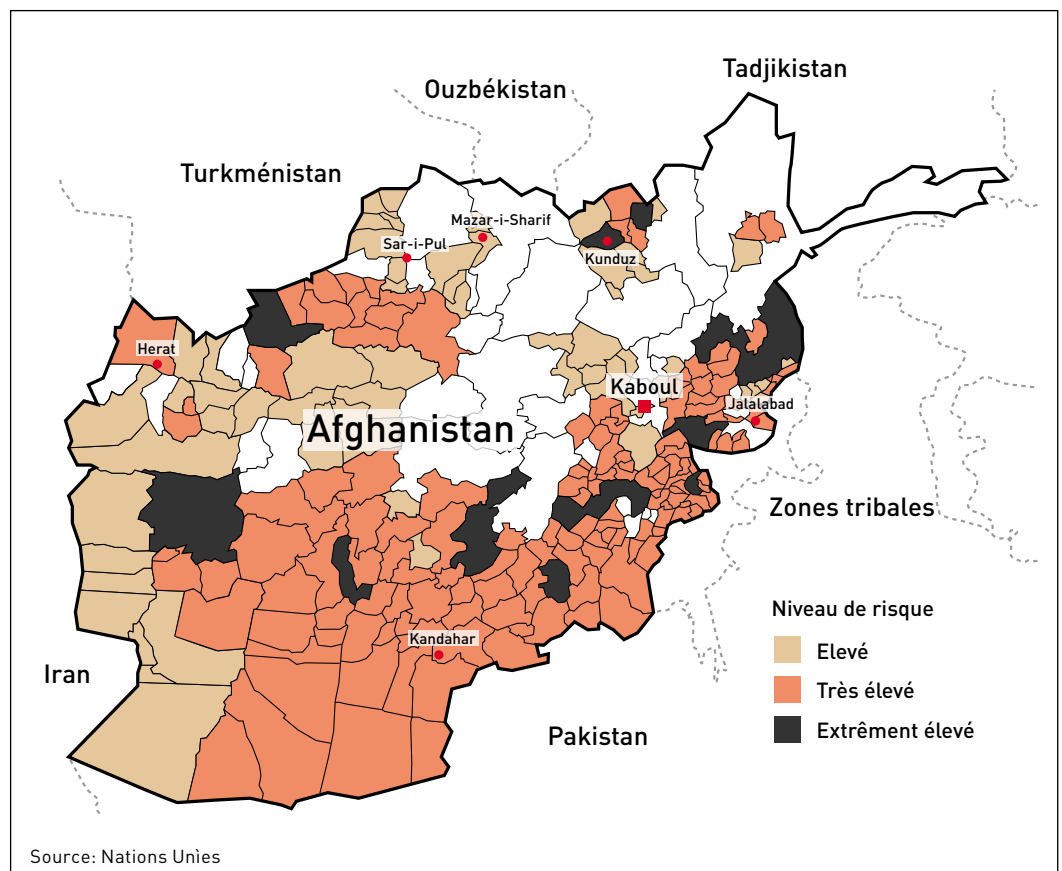 Tadjikistan
Ouzbékistan
Turkménistan
Mazar-i-Sharif
Sar-i-Pul
Kunduz
Herat
Kaboul
Jalalabad
Afghanistan
Zones tribales
Niveau de risque
Kandahar
Elevé
Iran
Très élevé
Pakistan
Extrêment élevé
Source: Nations Unìes